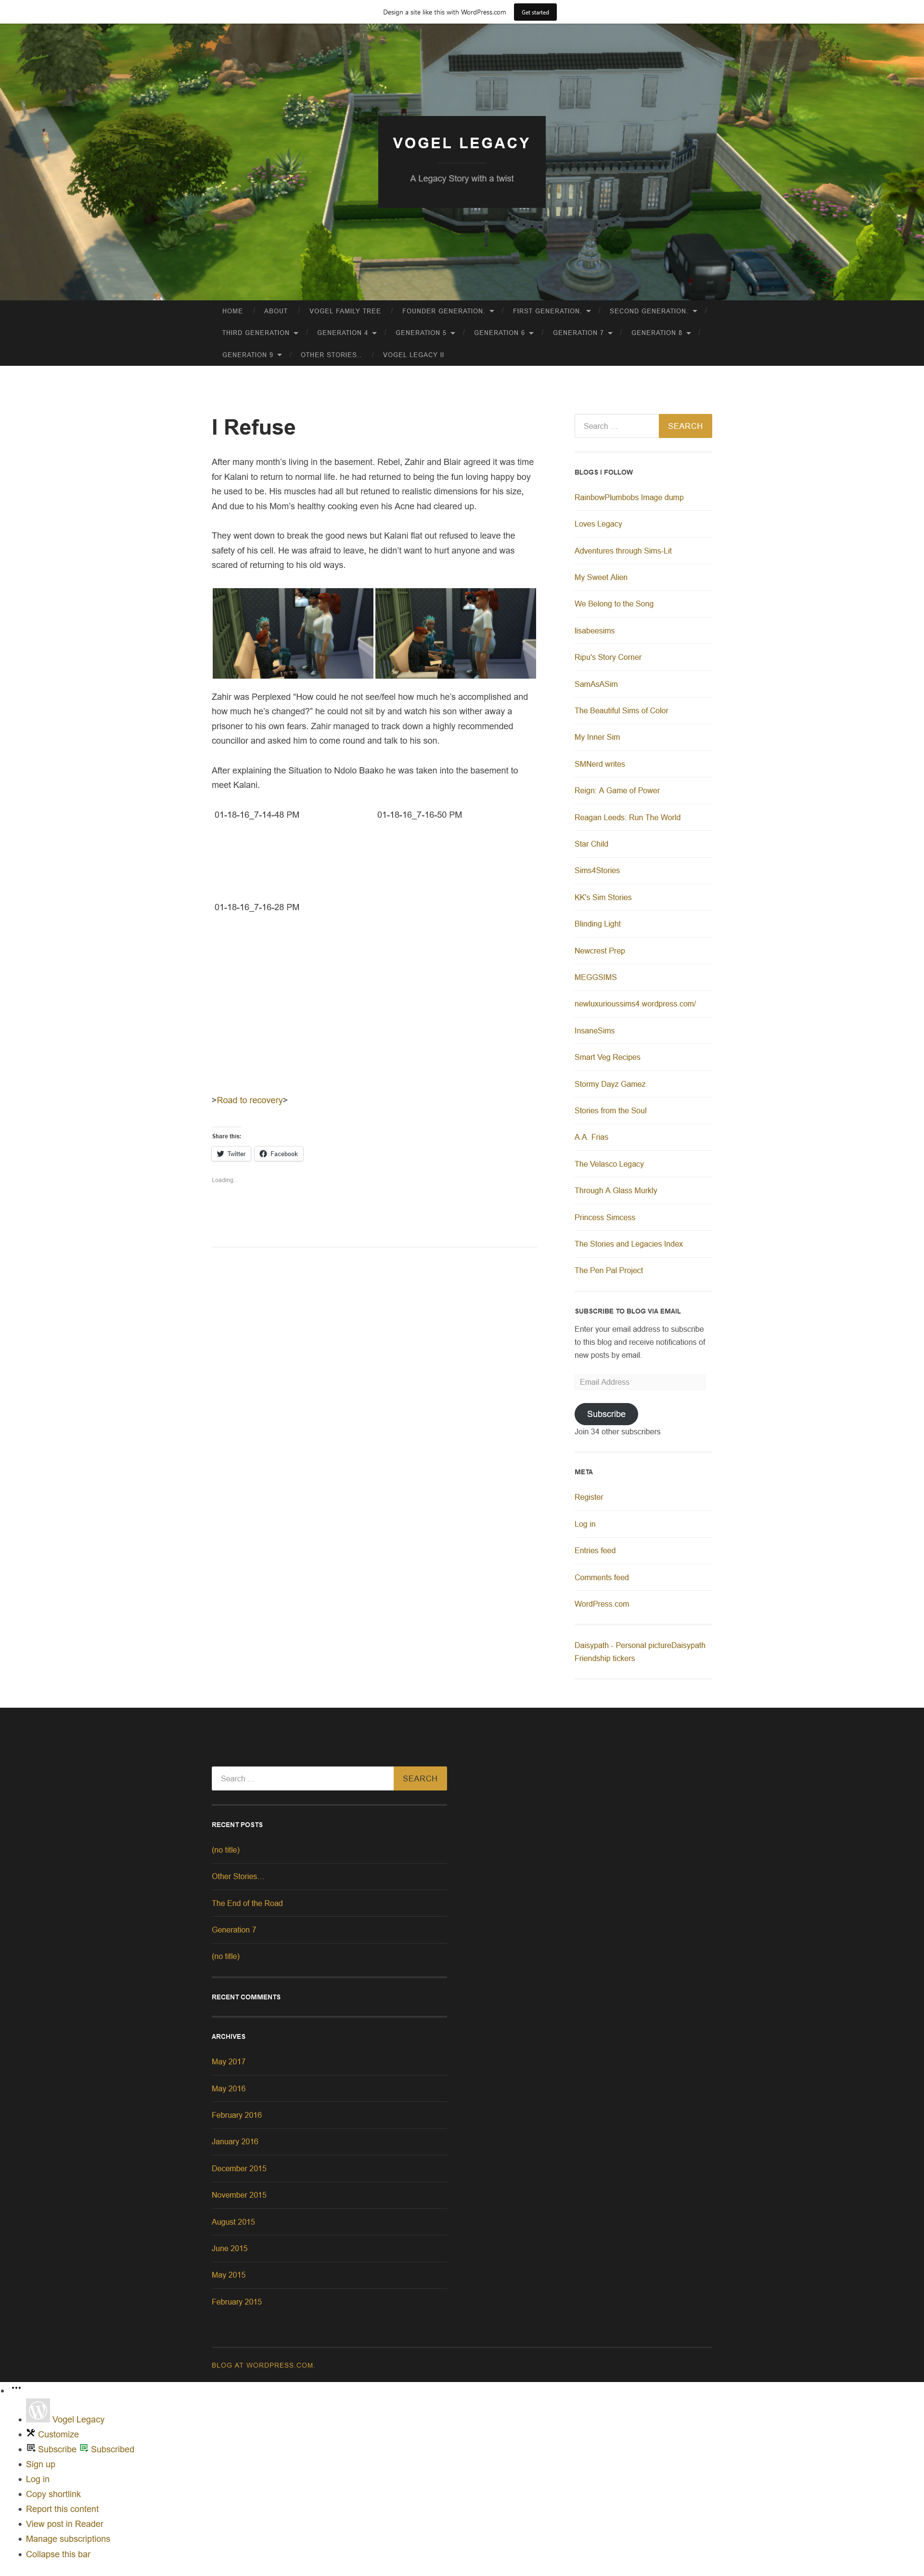 Design a site like this with WordPress.com
Get started
VOGEL LEGACY
A Legacy Story with a twist
HOME / ABOUT / VOGEL FAMILY TREE / FOUNDER GENERATION. / FIRST GENERATION. / SECOND GENERATION. /
THIRD GENERATION / GENERATION 4 / GENERATION 5 / GENERATION 6 / GENERATION 7 / GENERATION 8 /
GENERATION 9 / OTHER STORIES… / VOGEL LEGACY II
I Refuse
After many month’s living in the basement. Rebel, Zahir and Blair agreed it was time
for Kalani to return to normal life. he had returned to being the fun loving happy boy
he used to be. His muscles had all but retuned to realistic dimensions for his size,
And due to his Mom’s healthy cooking even his Acne had cleared up.
They went down to break the good news but Kalani flat out refused to leave the
safety of his cell. He was afraid to leave, he didn’t want to hurt anyone and was
scared of returning to his old ways.
Zahir was Perplexed “How could he not see/feel how much he’s accomplished and
how much he’s changed?” he could not sit by and watch his son wither away a
prisoner to his own fears. Zahir managed to track down a highly recommended
councillor and asked him to come round and talk to his son.
After explaining the Situation to Ndolo Baako he was taken into the basement to
meet Kalani.
01-18-16_7-14-48 PM
01-18-16_7-16-50 PM
01-18-16_7-16-28 PM
>Road to recovery>
Share this:
Twitter
Facebook
Loading...
Search …
SEARCH
BLOGS I FOLLOW
RainbowPlumbobs Image dump
Loves Legacy
Adventures through Sims-Lit
My Sweet Alien
We Belong to the Song
lisabeesims
Ripu's Story Corner
SamAsASim
The Beautiful Sims of Color
My Inner Sim
SMNerd writes
Reign: A Game of Power
Reagan Leeds: Run The World
Star Child
Sims4Stories
KK's Sim Stories
Blinding Light
Newcrest Prep
MEGGSIMS
newluxurioussims4.wordpress.com/
InsaneSims
Smart Veg Recipes
Stormy Dayz Gamez
Stories from the Soul
A.A. Frias
The Velasco Legacy
Through A Glass Murkly
Princess Simcess
The Stories and Legacies Index
The Pen Pal Project
SUBSCRIBE TO BLOG VIA EMAIL
Enter your email address to subscribe
to this blog and receive notifications of
new posts by email.
Email Address
Subscribe
Join 34 other subscribers
META
Register
Log in
Entries feed
Comments feed
WordPress.com
Daisypath - Personal pictureDaisypath
Friendship tickers
Search …
SEARCH
RECENT POSTS
(no title)
Other Stories…
The End of the Road
Generation 7
(no title)
RECENT COMMENTS
ARCHIVES
May 2017
May 2016
February 2016
January 2016
December 2015
November 2015
August 2015
June 2015
May 2015
February 2015
BLOG AT WORDPRESS.COM.
Vogel Legacy
Customize
Subscribe Subscribed
Sign up
Log in
Copy shortlink
Report this content
View post in Reader
Manage subscriptions
Collapse this bar